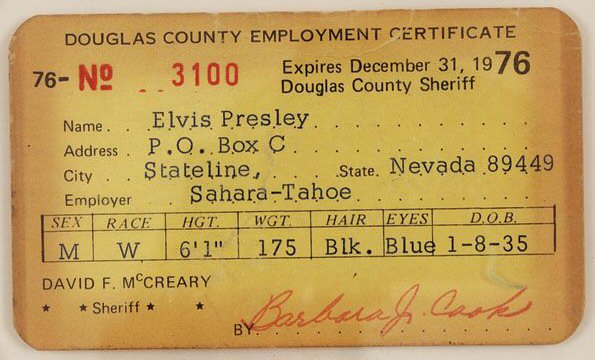 DOUGLAS COUNTY EMPLOYMENT CERTIFICATE
76- No 3100 Expires December 31, 1976
Douglas County Sheriff
Name. . . Elvis Presley
Address . P.O. Box C
City . . Stateline, .State. Nevada 89449
Employer . . Sahara-Tahoe
SEX RACE HGT. WGT. HAIR EYES D.O.B.
M W 6'1" 175 Blk. Blue 1-8-35
DAVID F. McCREARY
* * Sheriff * *
BY Barbara Jr. Cook